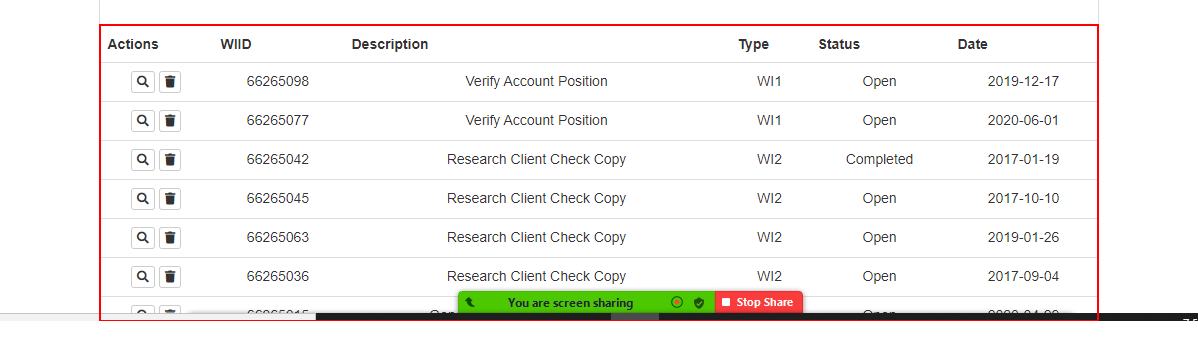 Actions WIID Description Type Status Date
66265098 Verify Account Position WI1 Open 2019-12-17
66265077 Verify Account Position WI1 Open 2020-06-01
66265042 Research Client Check Copy WI2 Completed 2017-01-19
66265045 Research Client Check Copy WI2 Open 2017-10-10
66265063 Research Client Check Copy WI2 Open 2019-01-26
66265036 Research Client Check Copy WI2 Open 2017-09-04
You are screen sharing Stop Share
Open